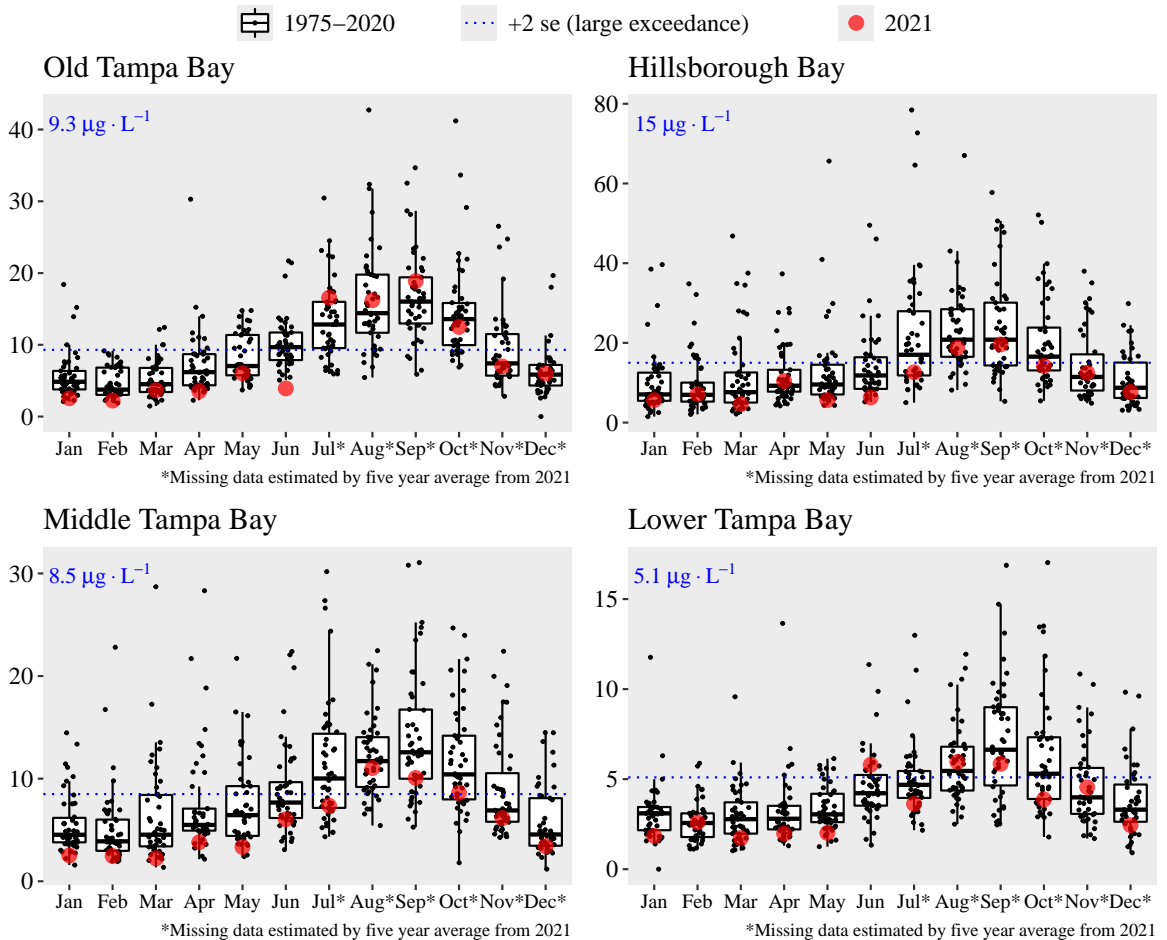 1975–2020 +2 se (large exceedance) 2021
Old Tampa Bay
9.3 μg · L⁻¹
40
30
20
10
0
Jan Feb Mar Apr May Jun Jul* Aug* Sep* Oct* Nov* Dec*
*Missing data estimated by five year average from 2021
Hillsborough Bay
15 μg · L⁻¹
80
60
40
20
0
Jan Feb Mar Apr May Jun Jul* Aug* Sep* Oct* Nov* Dec*
*Missing data estimated by five year average from 2021
Middle Tampa Bay
8.5 μg · L⁻¹
30
20
10
0
Jan Feb Mar Apr May Jun Jul* Aug* Sep* Oct* Nov* Dec*
*Missing data estimated by five year average from 2021
Lower Tampa Bay
5.1 μg · L⁻¹
15
10
5
0
Jan Feb Mar Apr May Jun Jul* Aug* Sep* Oct* Nov* Dec*
*Missing data estimated by five year average from 2021